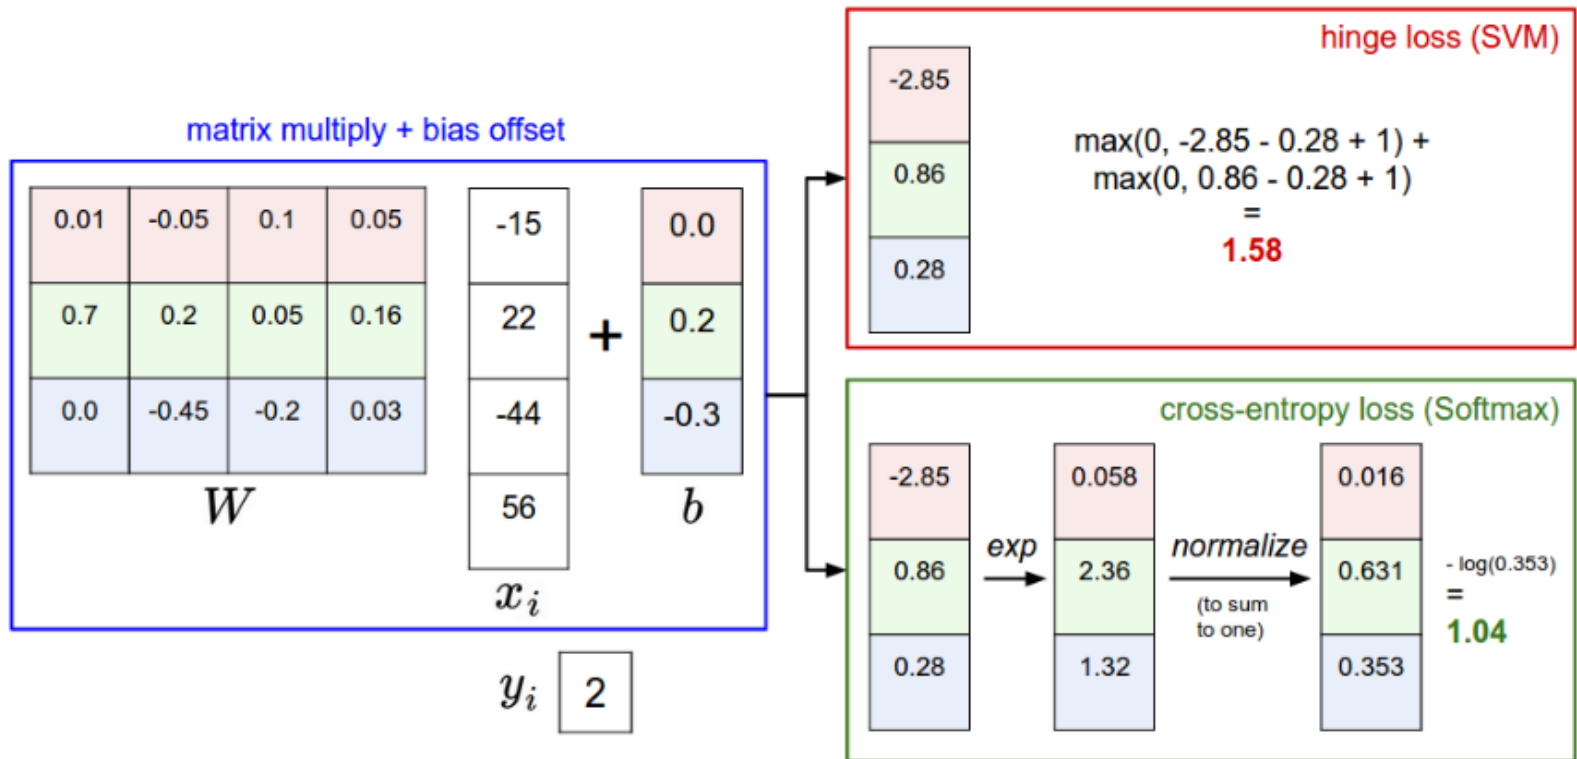 matrix multiply + bias offset
0.01 -0.05 0.1 0.05
0.7 0.2 0.05 0.16
0.0 -0.45 -0.2 0.03
W
-15
22
-44
56
x_i
+
0.0
0.2
-0.3
b
y_i 2
hinge loss (SVM)
-2.85
0.86
0.28
max(0, -2.85 - 0.28 + 1) +
max(0, 0.86 - 0.28 + 1)
=
1.58
cross-entropy loss (Softmax)
-2.85
0.86
0.28
exp
0.058
2.36
1.32
normalize
(to sum
to one)
0.016
0.631
0.353
- log(0.353)
=
1.04